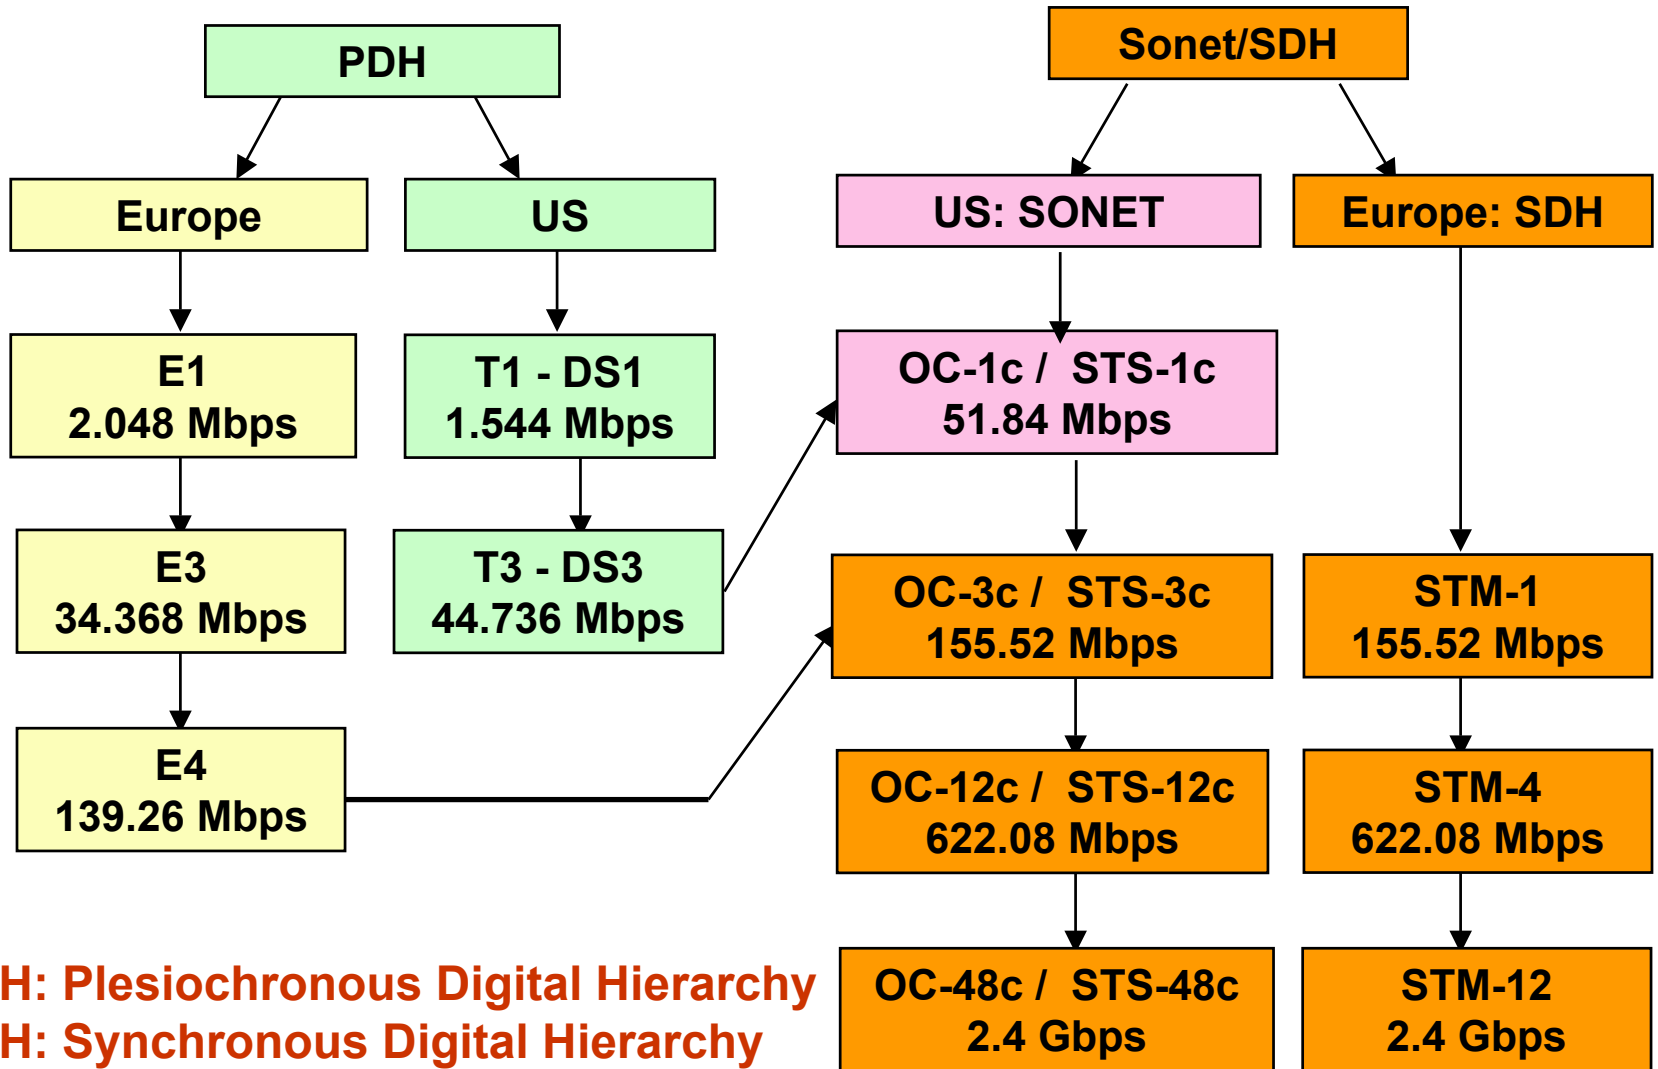 PDH
Sonet/SDH
Europe
US
US: SONET
Europe: SDH
E1
2.048 Mbps
T1 - DS1
1.544 Mbps
OC-1c / STS-1c
51.84 Mbps
E3
34.368 Mbps
T3 - DS3
44.736 Mbps
OC-3c / STS-3c
155.52 Mbps
STM-1
155.52 Mbps
E4
139.26 Mbps
OC-12c / STS-12c
622.08 Mbps
STM-4
622.08 Mbps
OC-48c / STS-48c
2.4 Gbps
STM-12
2.4 Gbps
H: Plesiochronous Digital Hierarchy
H: Synchronous Digital Hierarchy